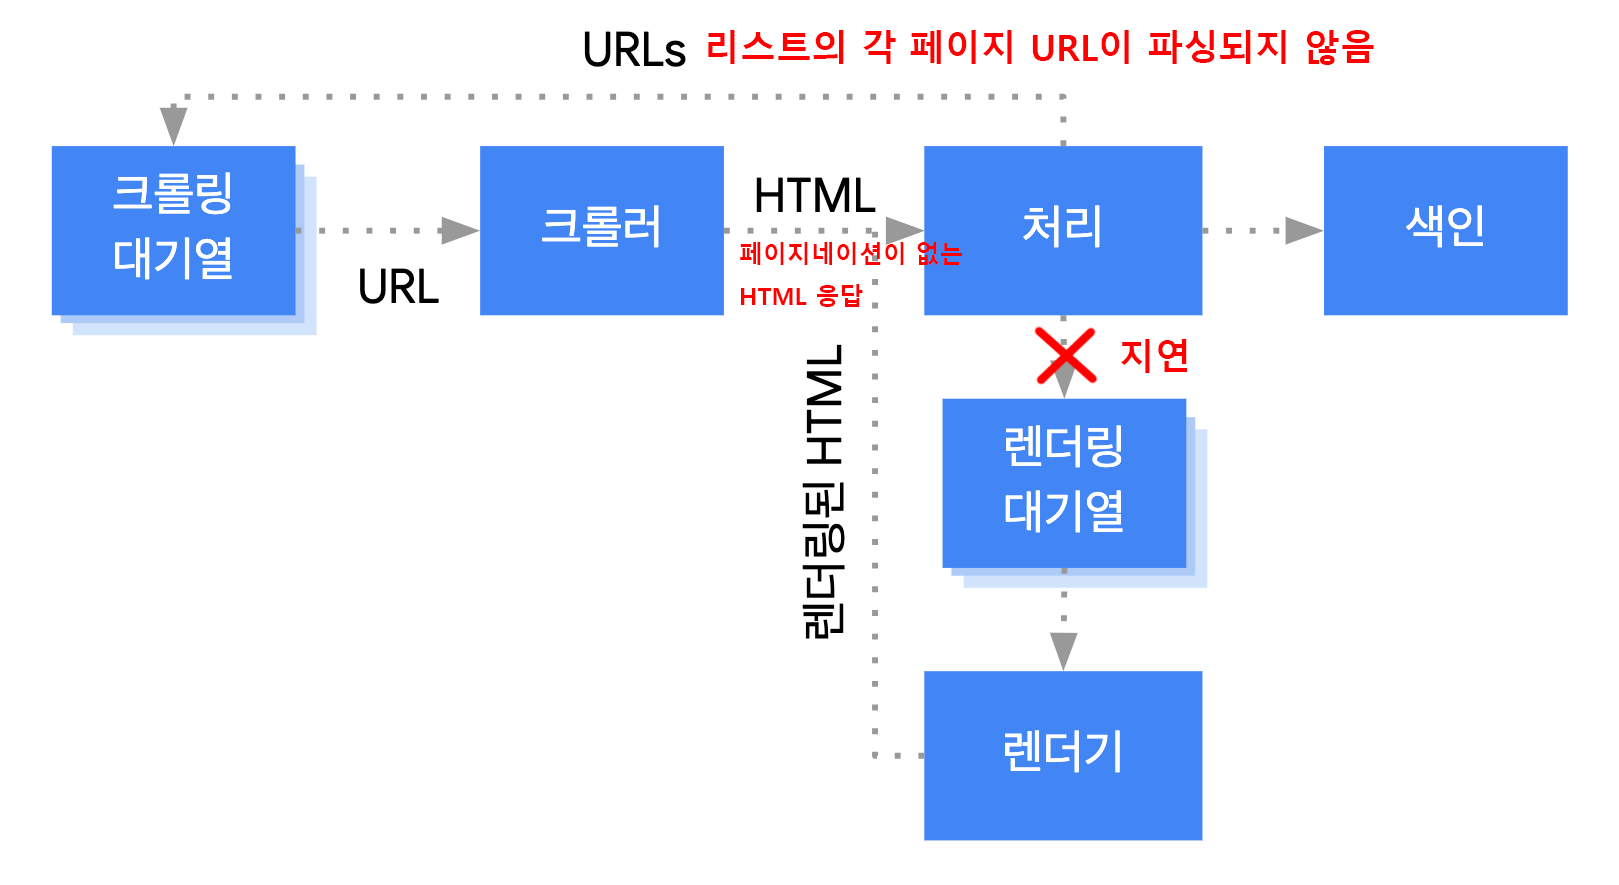 URLs 리스트의 각 페이지 URL이 파싱되지 않음
크롤링
대기열
URL
크롤러
HTML
페이지네이션이 없는
HTML 응답
처리
색인
지연
렌더링
대기열
렌더링된 HTML
렌더기